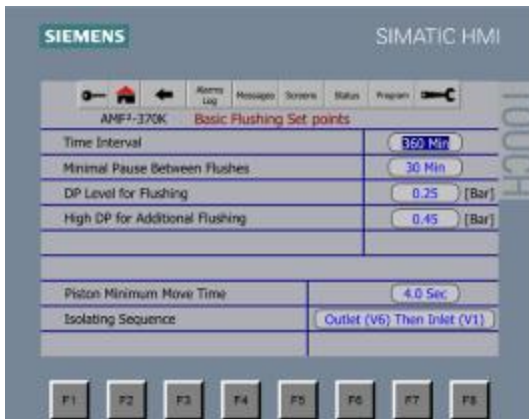 SIEMENS
SIMATIC HMI
TOUCH
Alarms Log Messages Screens Status Program
AMF²-370K Basic Flushing Set points
Time Interval 360 Min
Minimal Pause Between Flushes 30 Min
DP Level for Flushing 0.25 [Bar]
High DP for Additional Flushing 0.45 [Bar]
Piston Minimum Move Time 4.0 Sec
Isolating Sequence Outlet (V6) Then Inlet (V1)
F1 F2 F3 F4 F5 F6 F7 F8